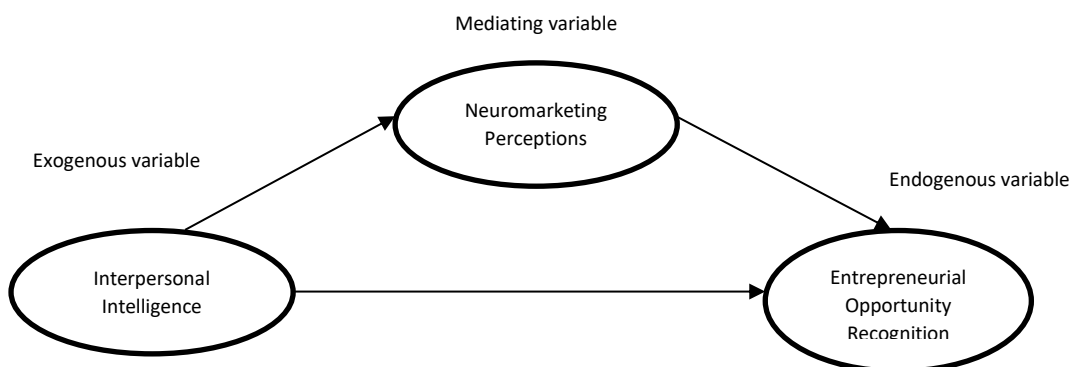 Mediating variable
Neuromarketing
Perceptions
Exogenous variable
Endogenous variable
Interpersonal
Intelligence
Entrepreneurial
Opportunity
Recognition